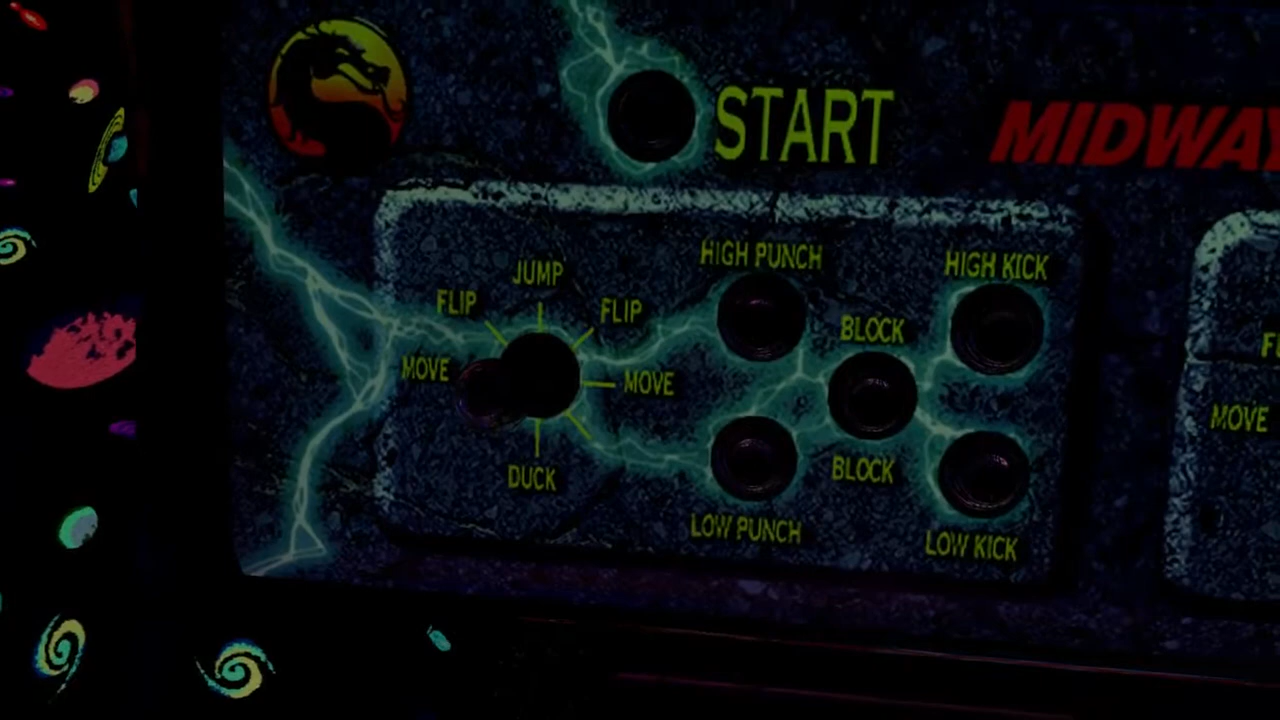 START
MIDWAY
HIGH PUNCH
HIGH KICK
JUMP
FLIP
FLIP
BLOCK
MOVE
MOVE
MOVE
DUCK
BLOCK
LOW PUNCH
LOW KICK